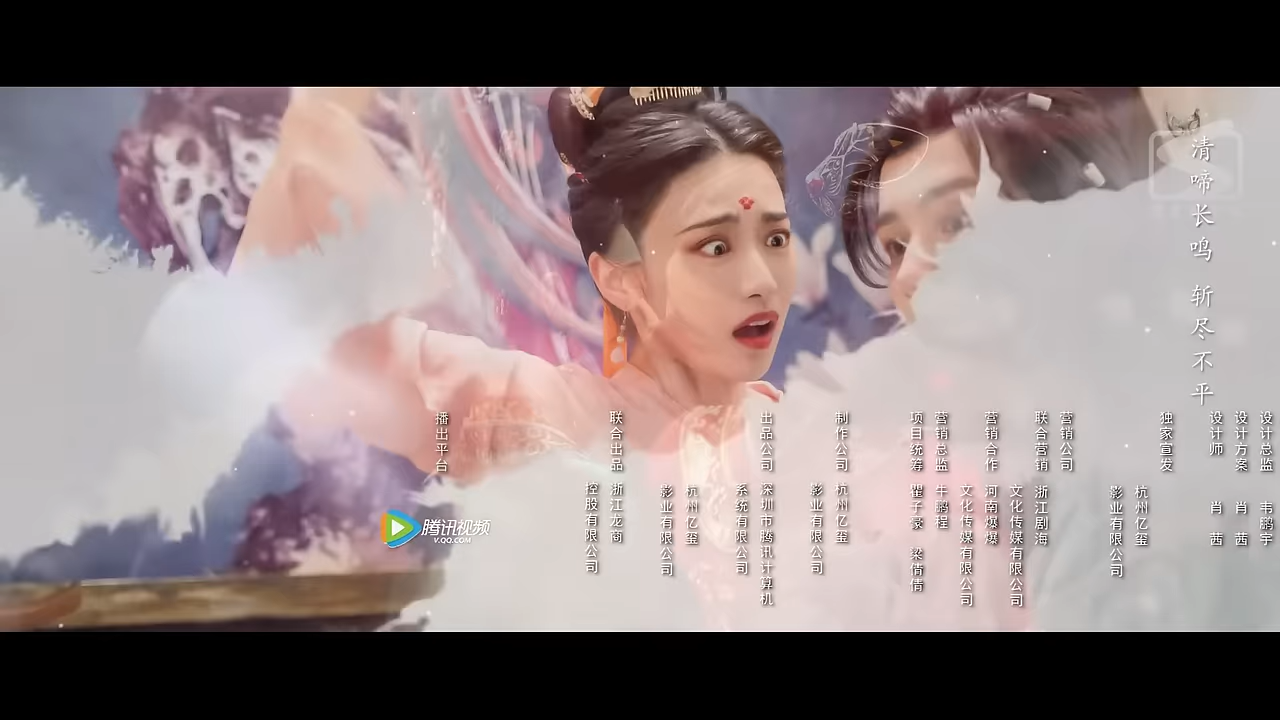 清啼长鸣 斩尽不平
设计总监
韦鹏宇
设计方案
肖茜
设计师
肖茜
独家宣发
杭州亿玺
影业有限公司
营销公司
联合营销
浙江剧海
文化传媒有限公司
营销合作
河南爆爆
文化传媒有限公司
营销总监
牛鹏程
项目统筹
瞿子豪 梁倩倩
制作公司
杭州亿玺
影业有限公司
出品公司
深圳市腾讯计算机
系统有限公司
杭州亿玺
影业有限公司
联合出品
浙江龙商
控股有限公司
播出平台
腾讯视频
V.QQ.COM